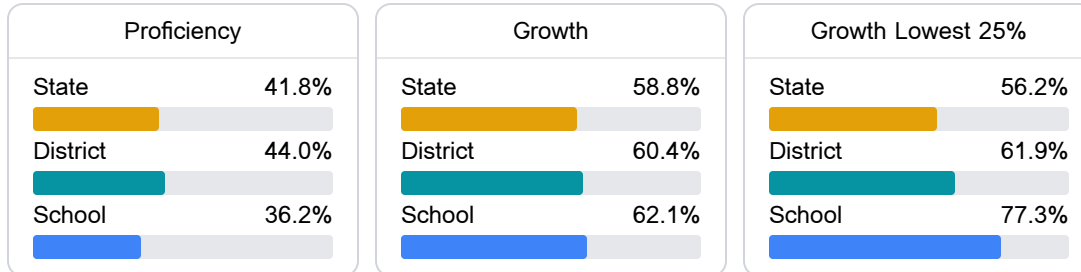 Proficiency
State 41.8%
District 44.0%
School 36.2%
Growth
State 58.8%
District 60.4%
School 62.1%
Growth Lowest 25%
State 56.2%
District 61.9%
School 77.3%